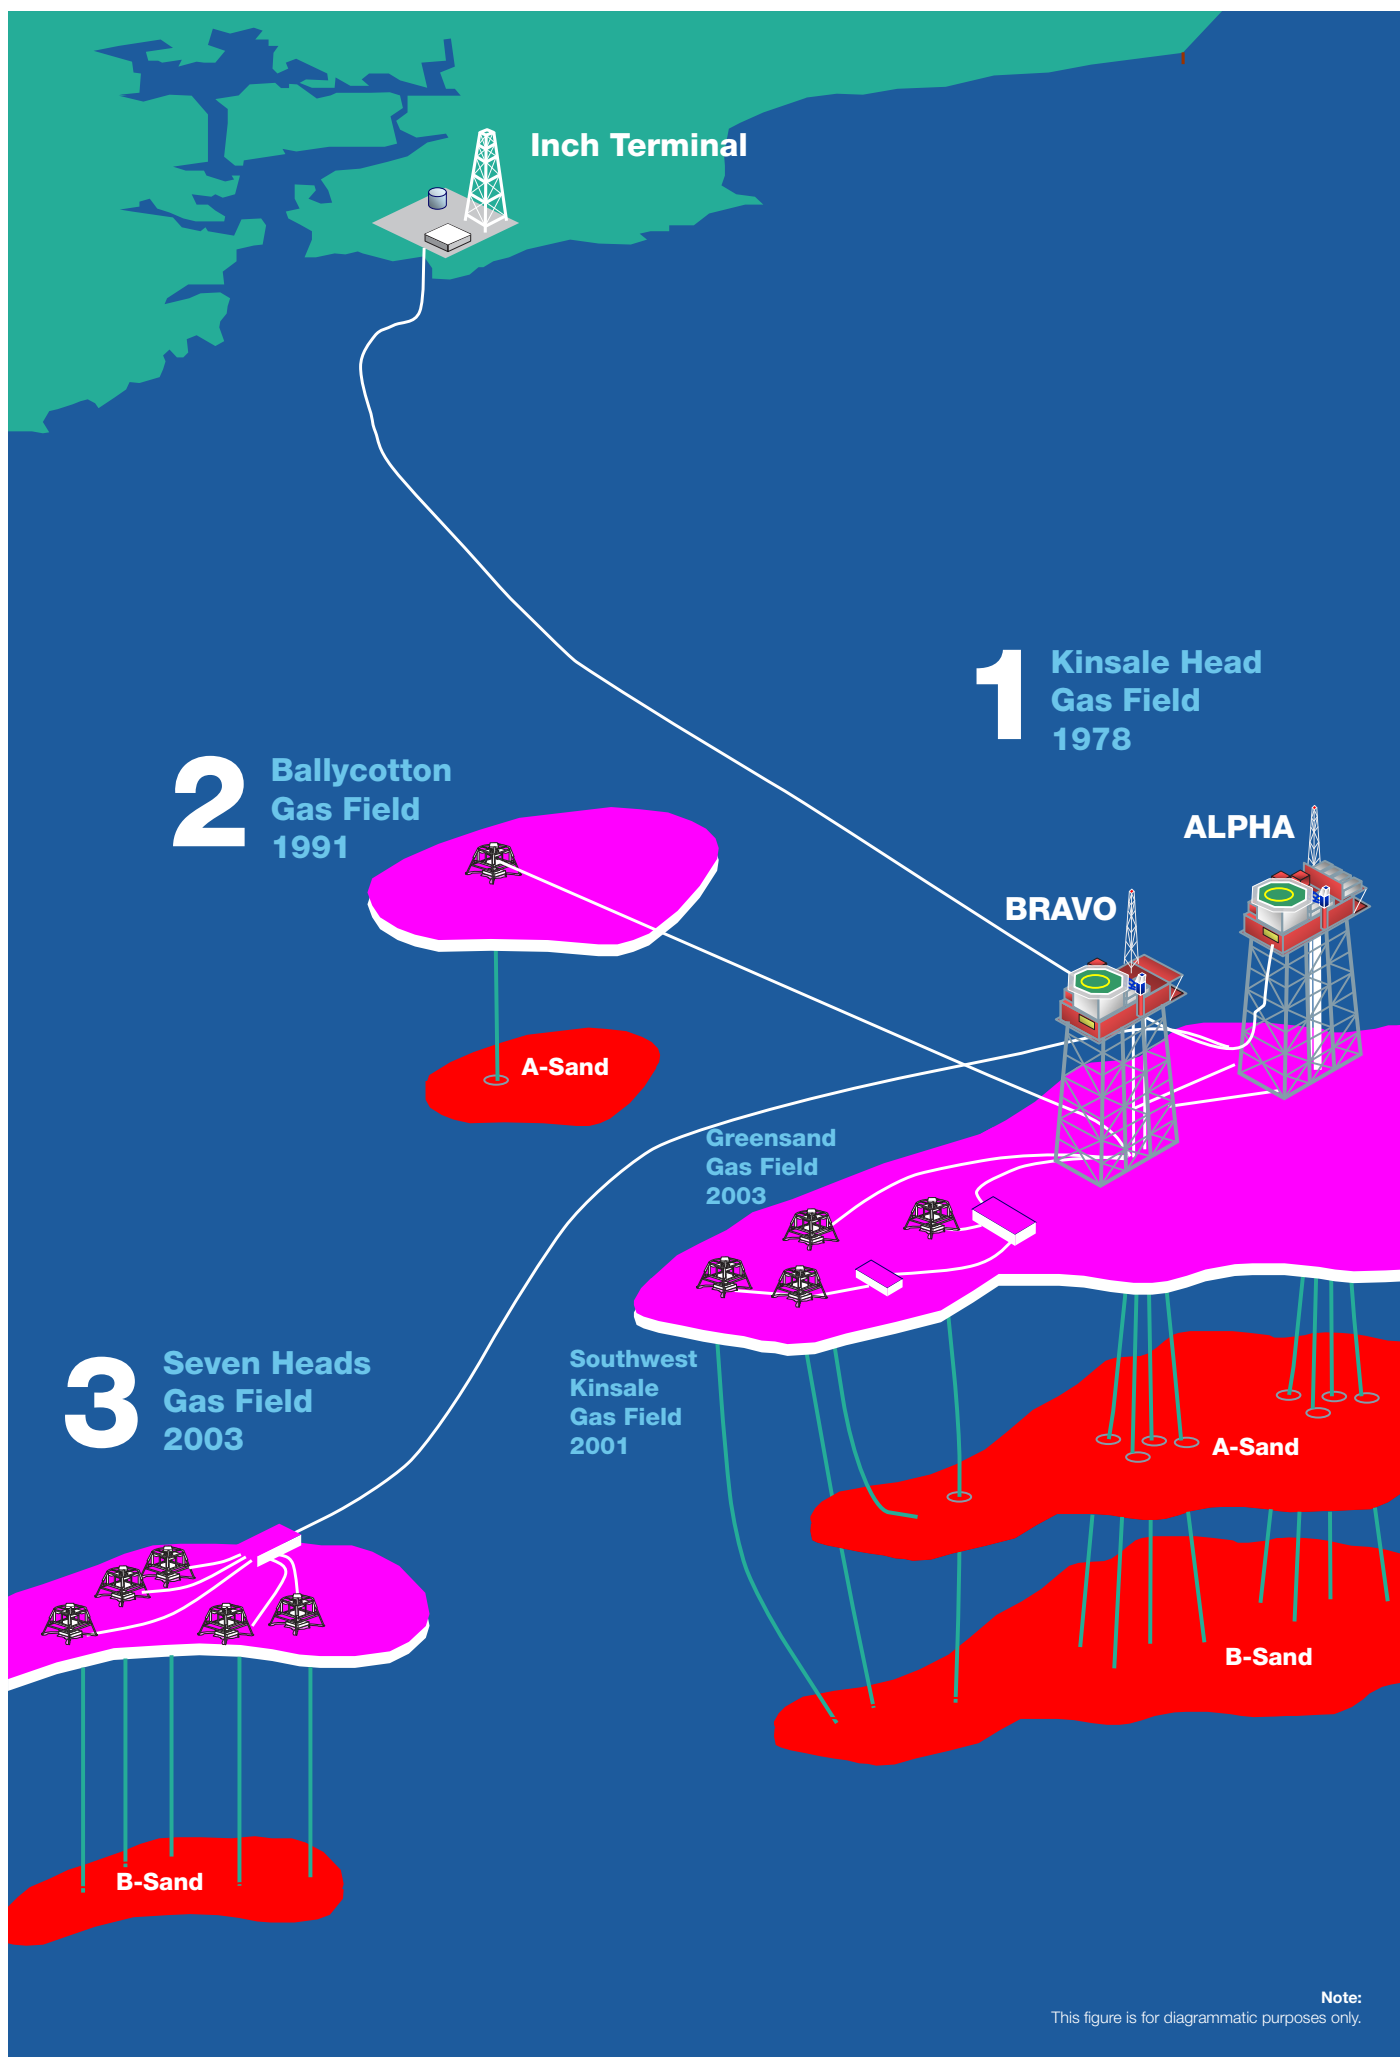 Inch Terminal
1
Kinsale Head
Gas Field
1978
2
Ballycotton
Gas Field
1991
ALPHA
BRAVO
A-Sand
Greensand
Gas Field
2003
3
Seven Heads
Gas Field
2003
Southwest
Kinsale
Gas Field
2001
A-Sand
B-Sand
B-Sand
Note:
This figure is for diagrammatic purposes only.